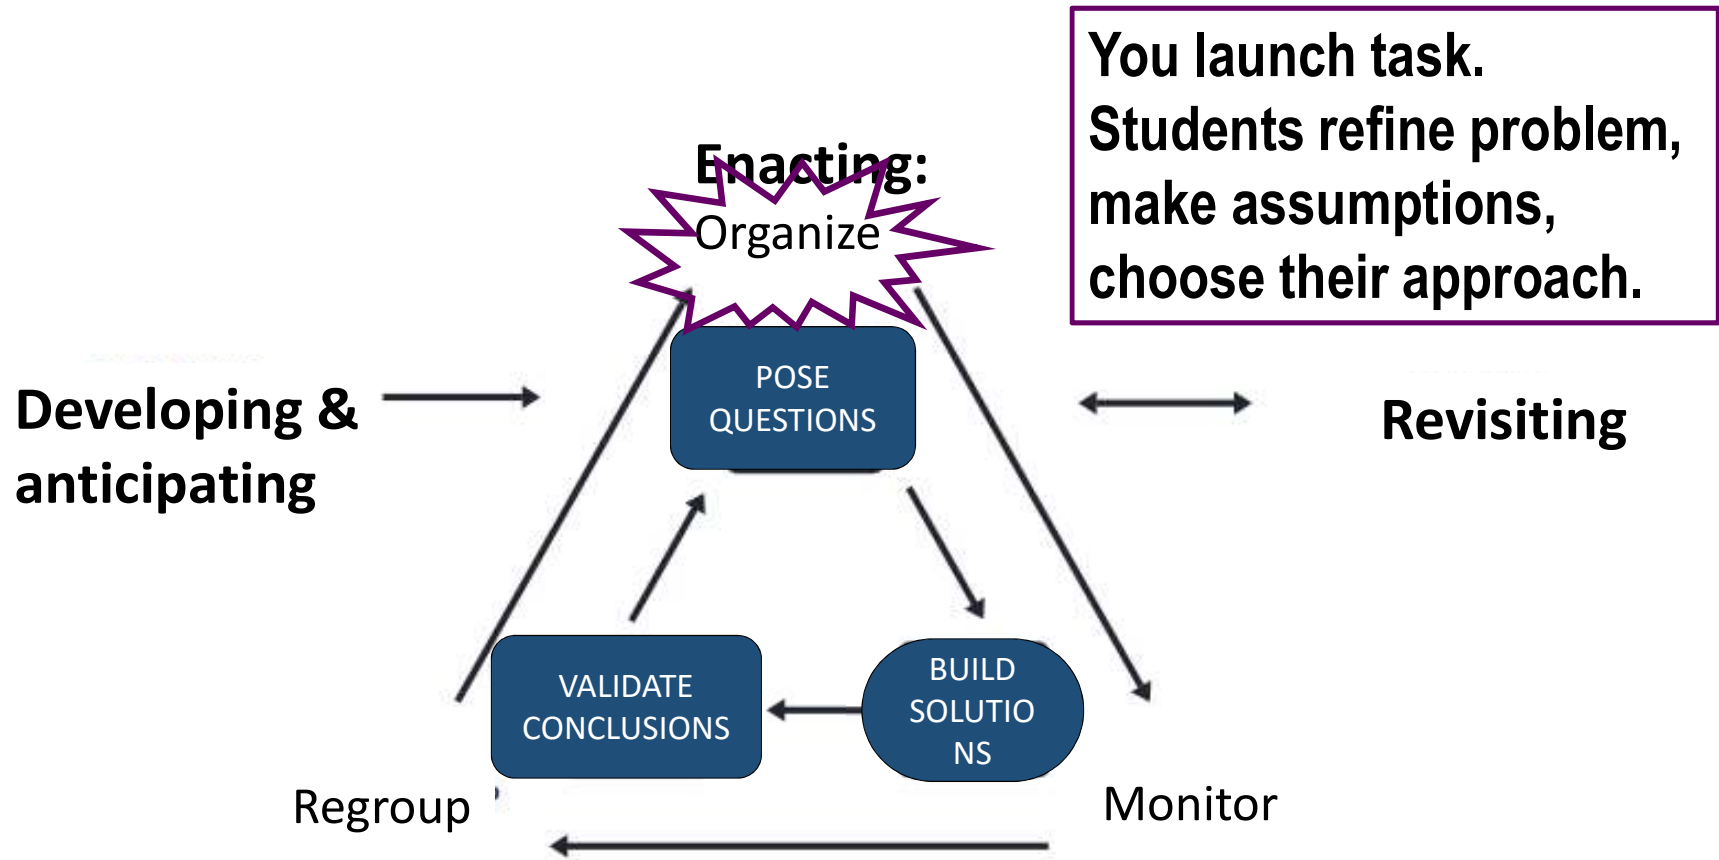 You launch task.
Students refine problem,
make assumptions,
choose their approach.
Enacting:
Organize
POSE
QUESTIONS
Developing &
anticipating
Revisiting
VALIDATE
CONCLUSIONS
BUILD
SOLUTIO
NS
Regroup
Monitor